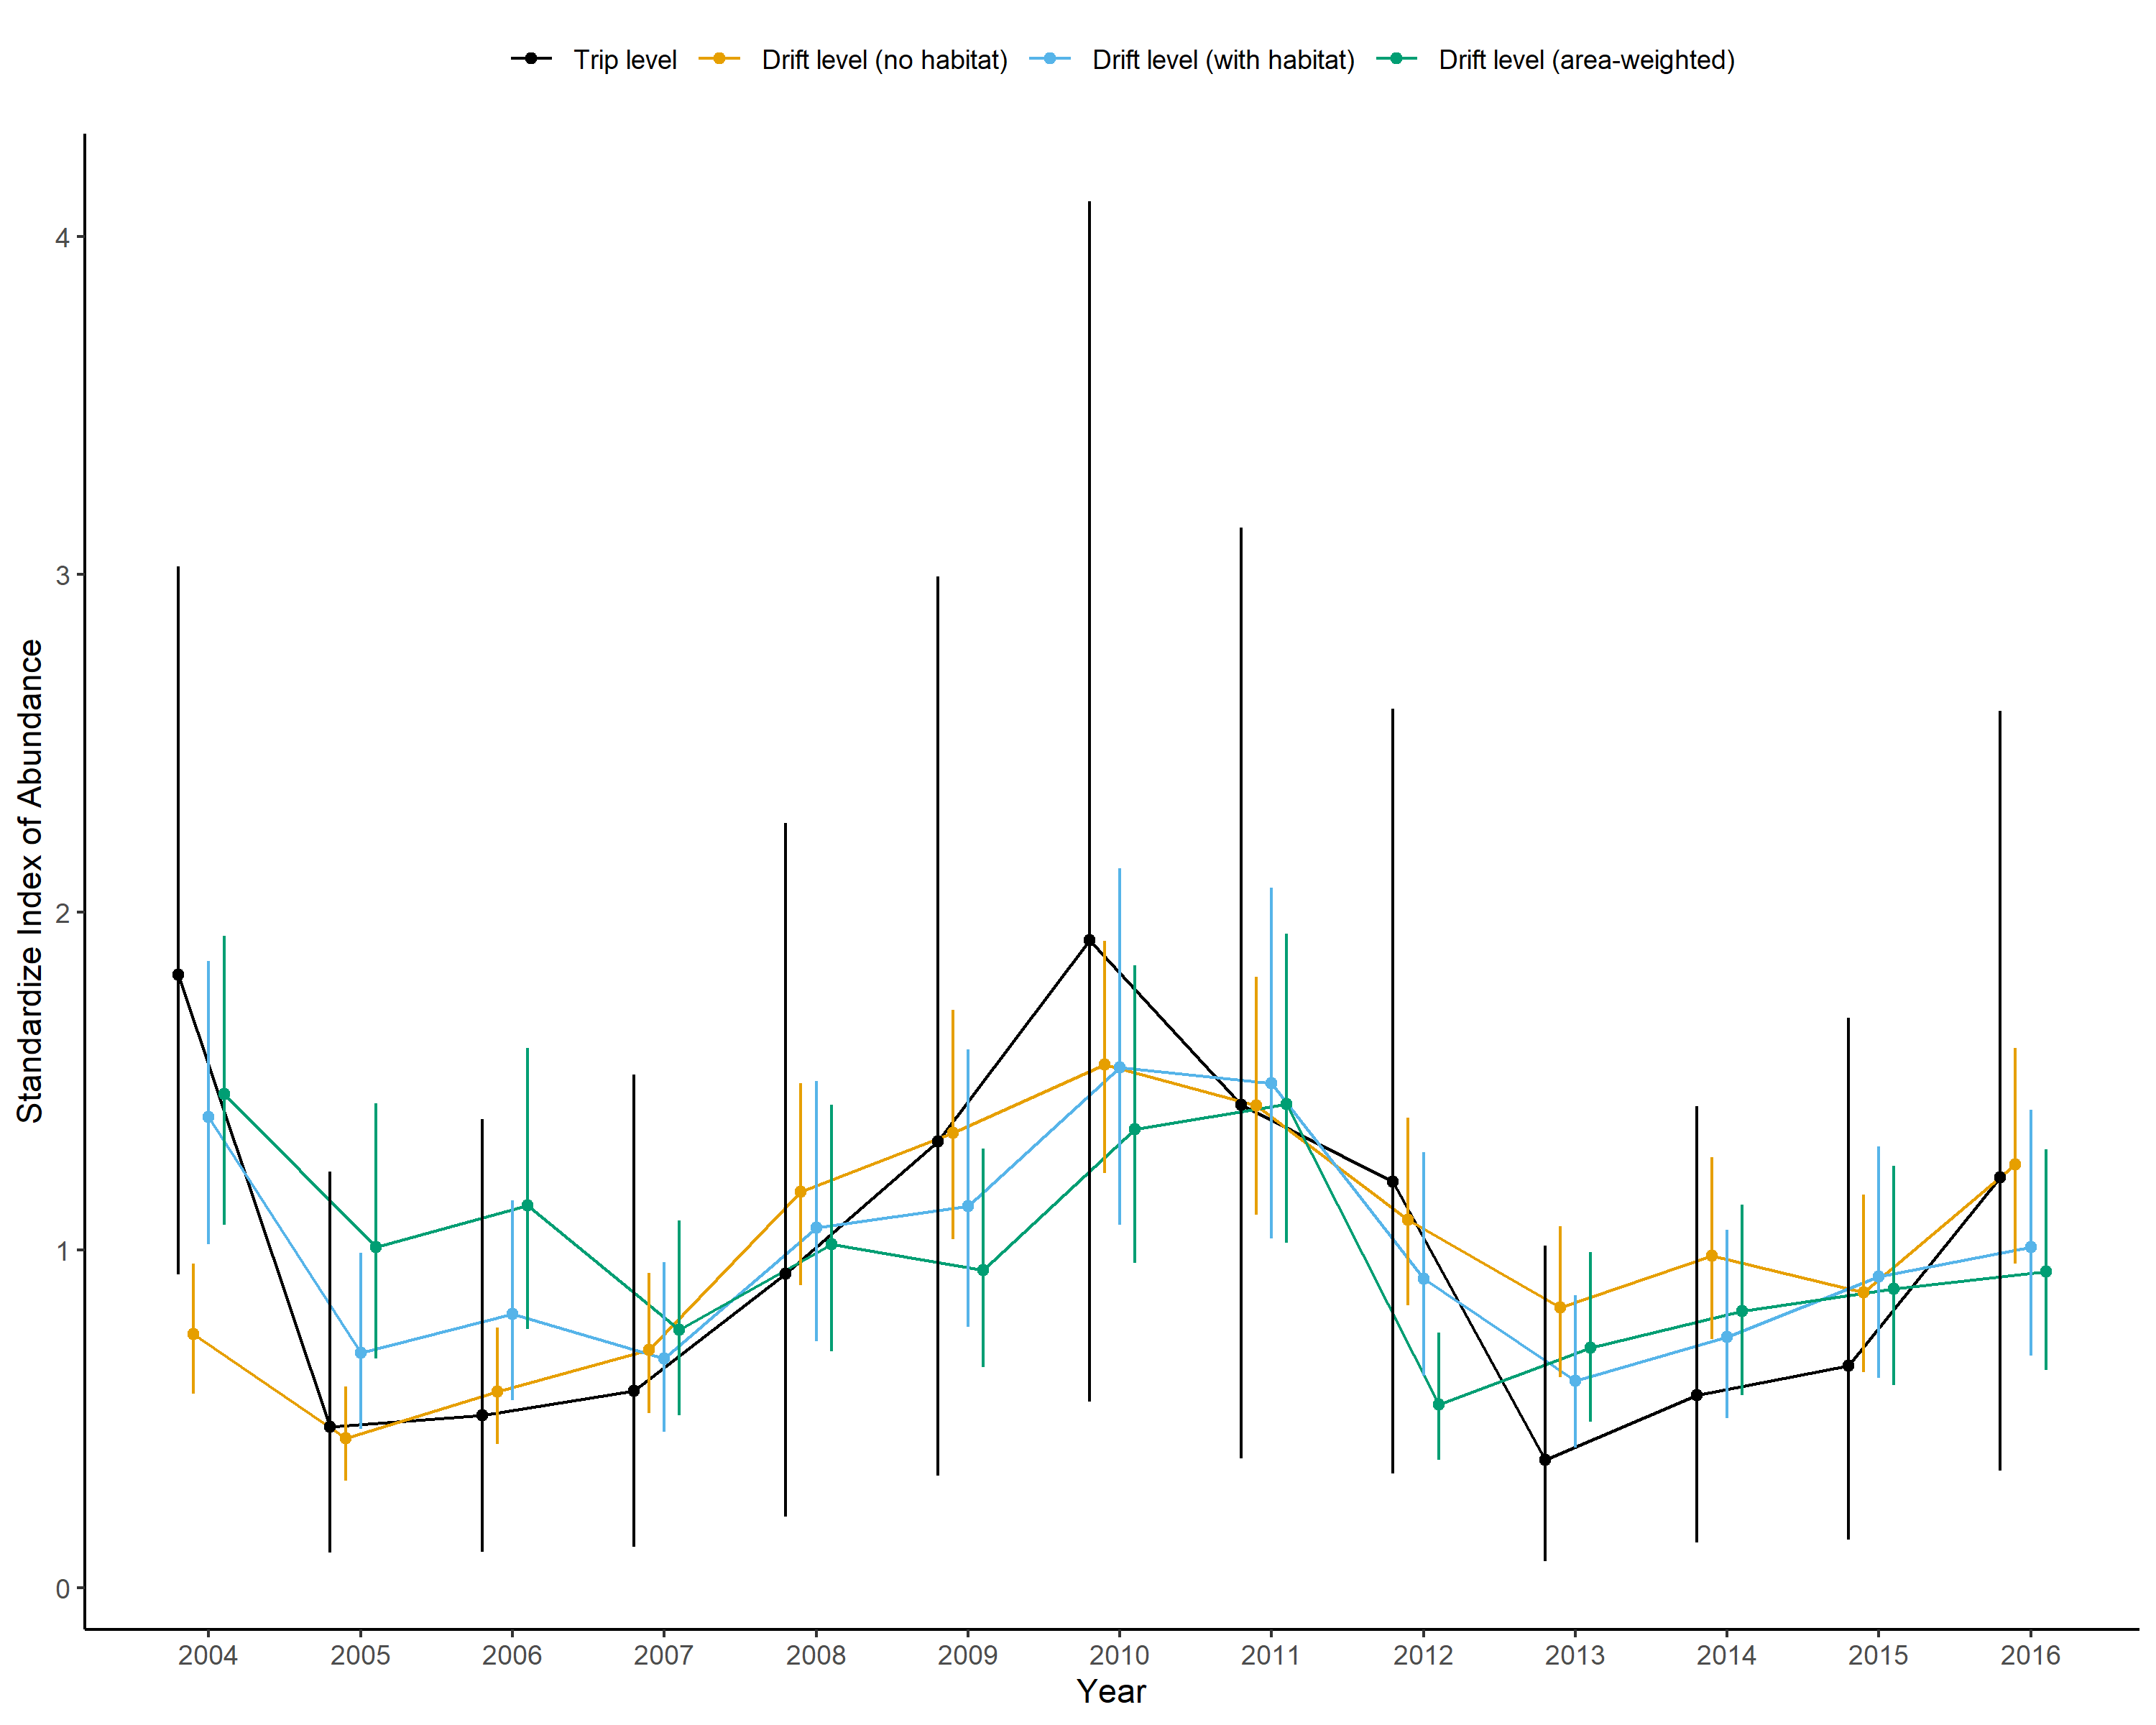 Trip level Drift level (no habitat) Drift level (with habitat) Drift level (area-weighted)
Standardize Index of Abundance
4
3
2
1
0
2004 2005 2006 2007 2008 2009 2010 2011 2012 2013 2014 2015 2016
Year